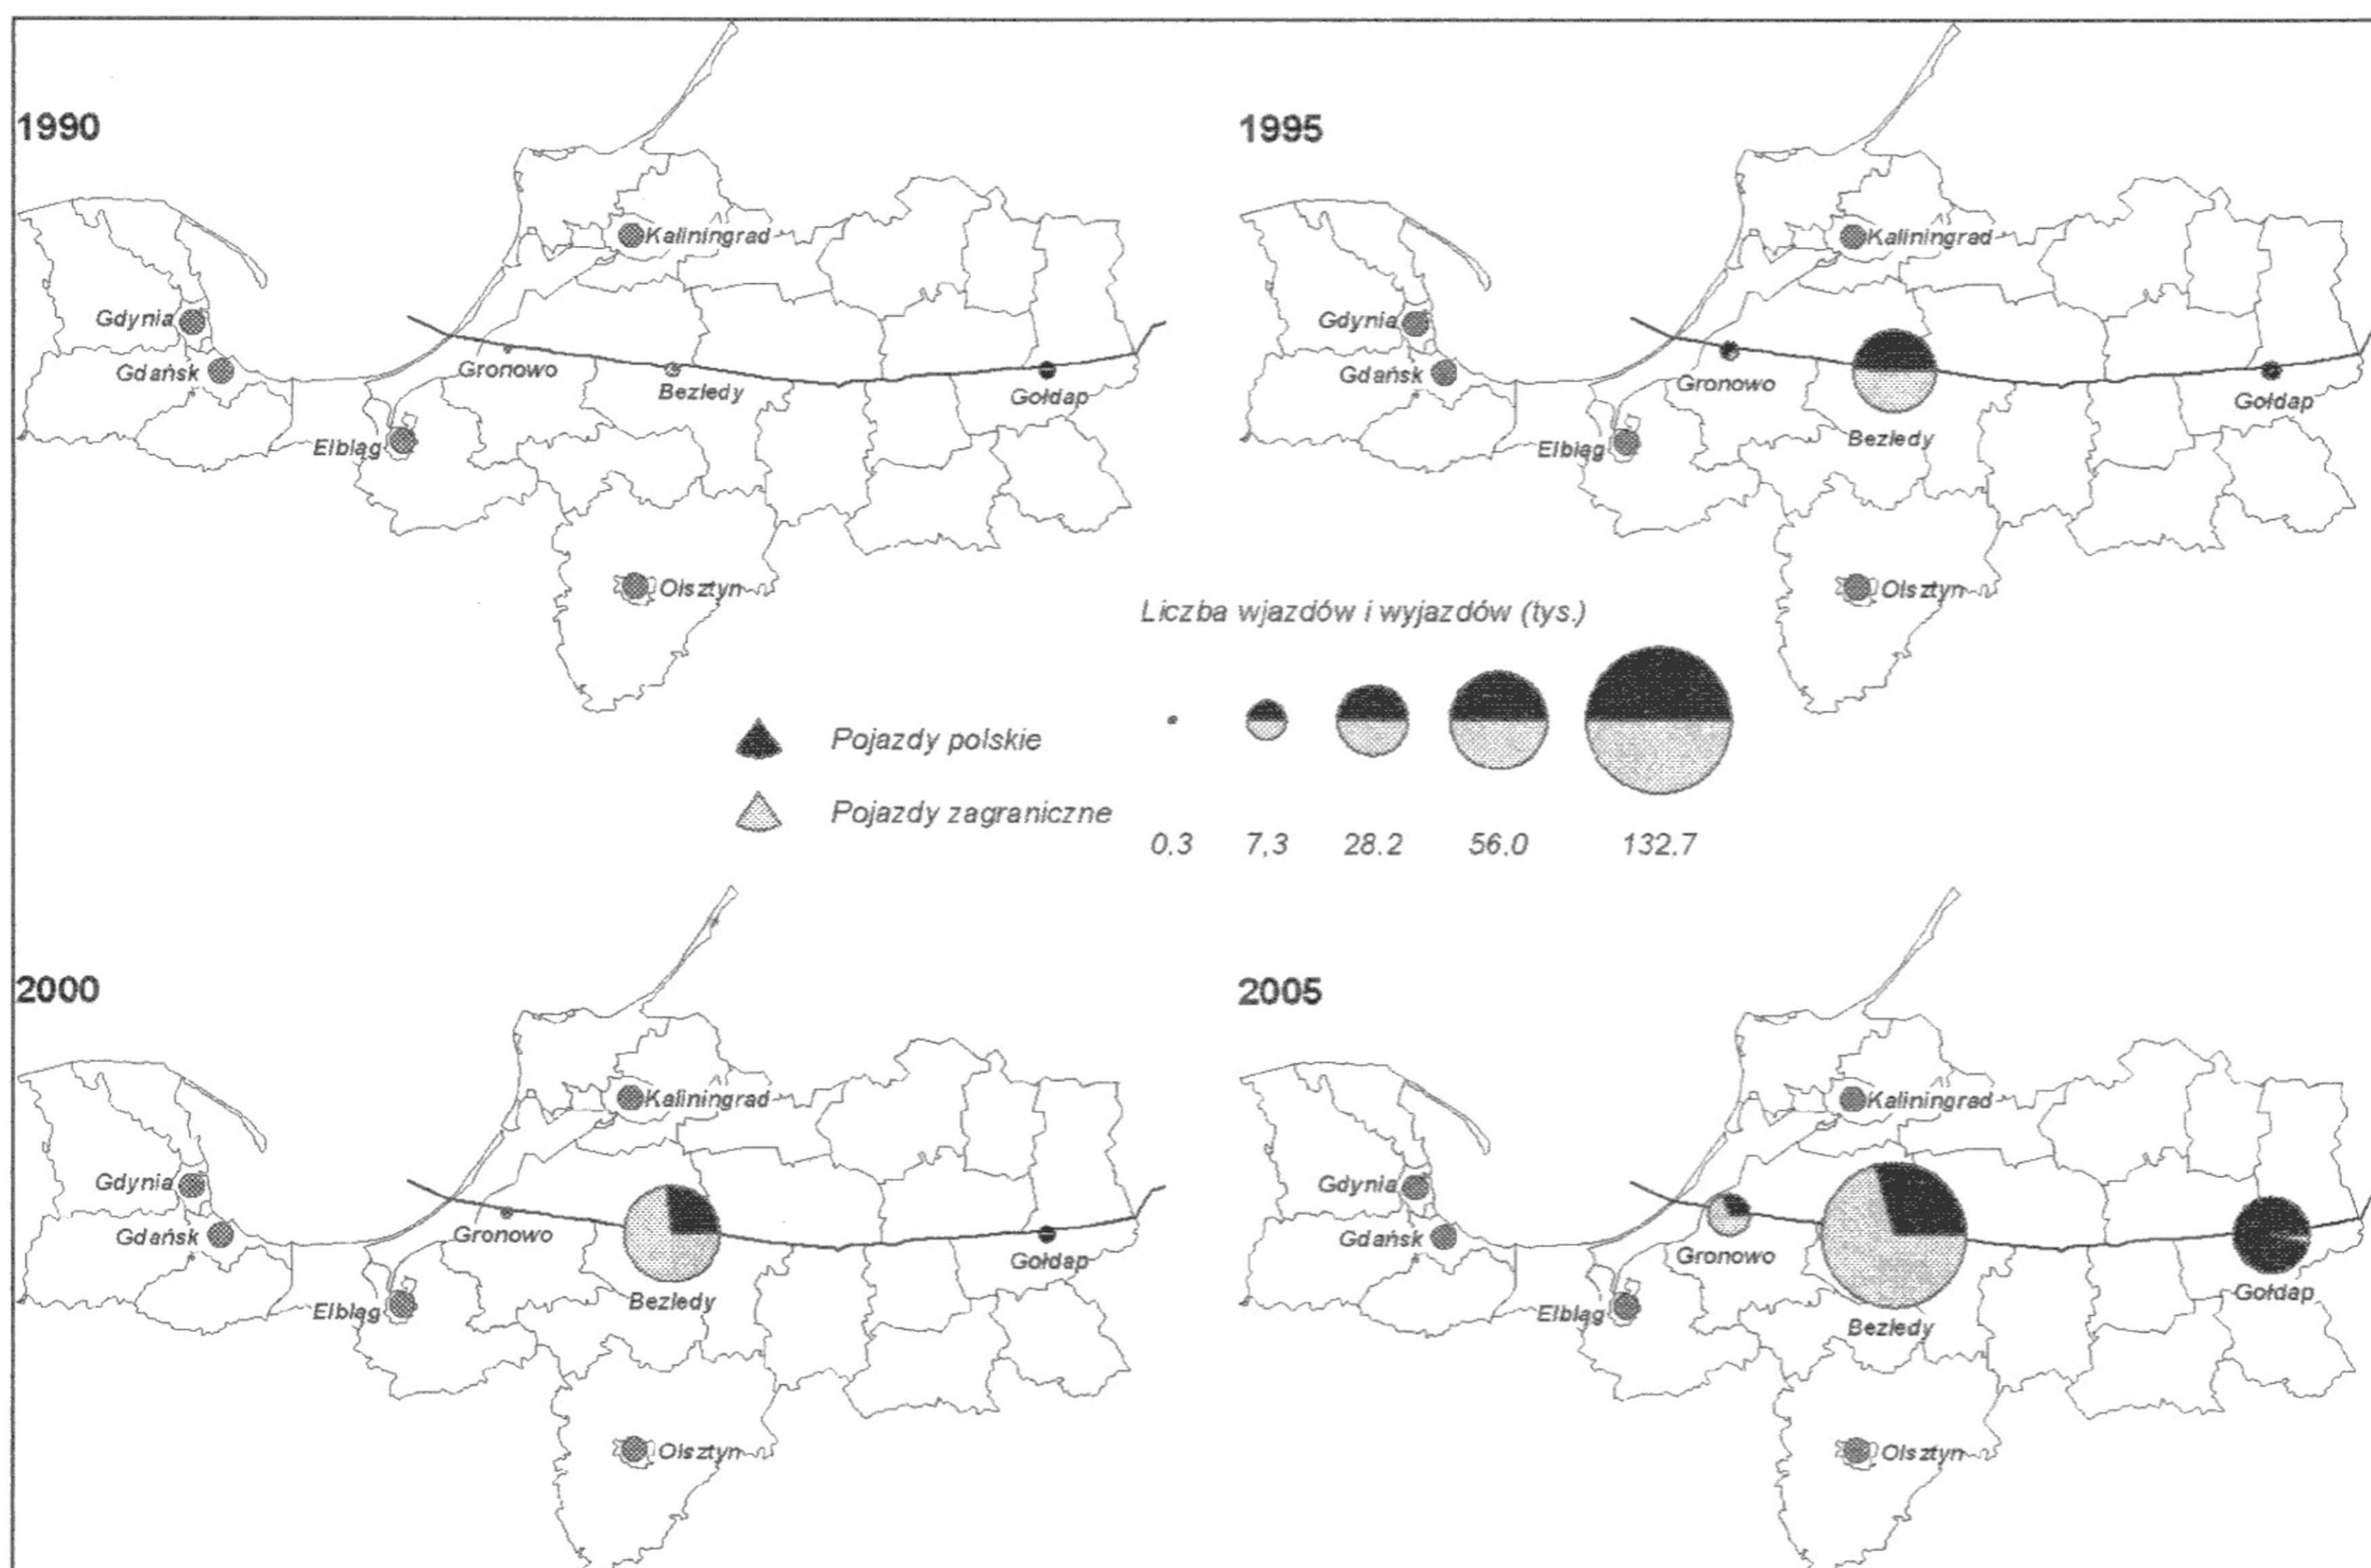 1990
Kaliningrad
Gdynia
Gdańsk
Gronowo
Bezledy
Gołdap
Elbląg
Olsztyn
1995
Kaliningrad
Gdynia
Gdańsk
Gronowo
Bezledy
Gołdap
Elbląg
Olsztyn
Liczba wjazdów i wyjazdów (tys.)
Pojazdy polskie
Pojazdy zagraniczne
0.3 7,3 28.2 56.0 132.7
2000
Kaliningrad
Gdynia
Gdańsk
Gronowo
Bezledy
Gołdap
Elbląg
Olsztyn
2005
Kaliningrad
Gdynia
Gdańsk
Gronowo
Bezledy
Gołdap
Elbląg
Olsztyn